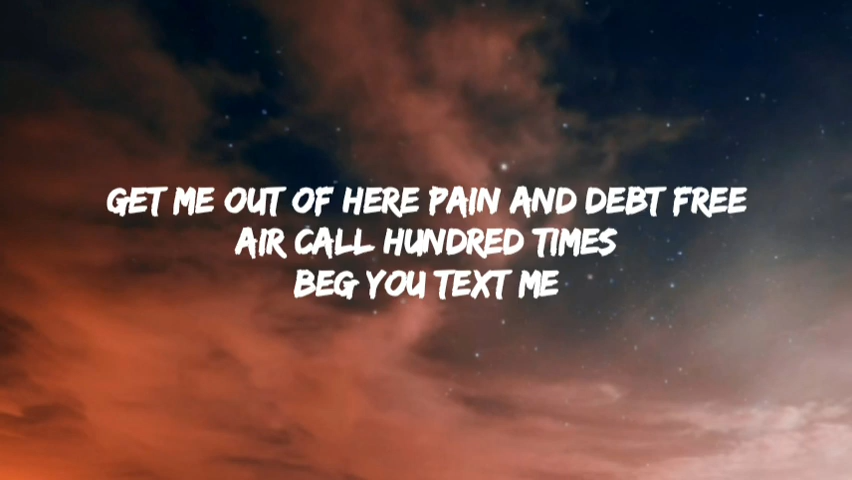 GET ME OUT OF HERE PAIN AND DEBT FREE
AIR CALL HUNDRED TIMES
BEG YOU TEXT ME